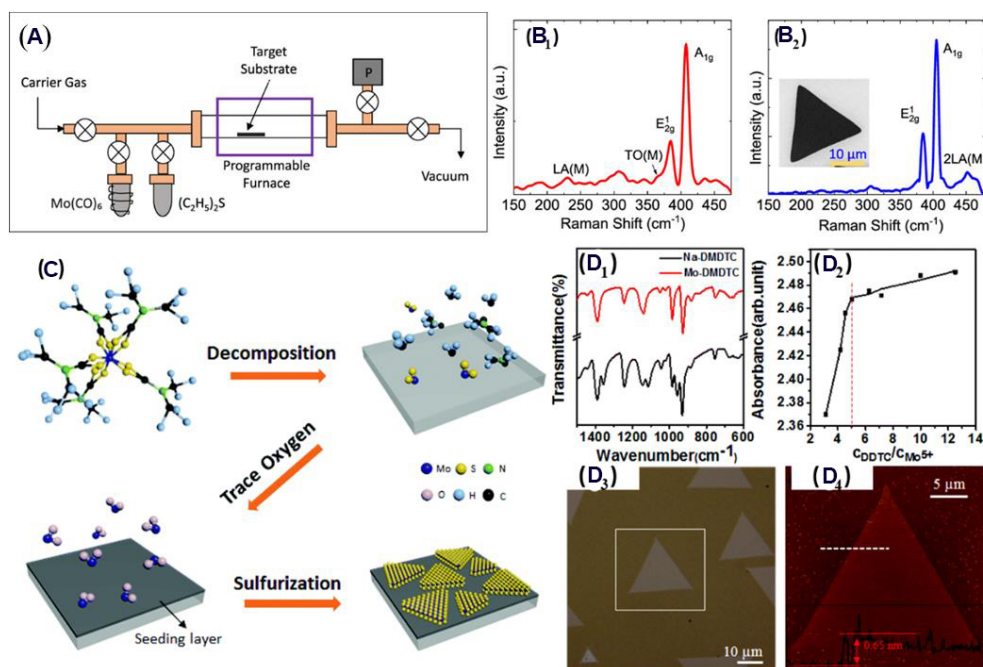 (A)
Target
Substrate
P
Carrier Gas
Programmable
Furnace
Vacuum
Mo(CO)6
(C2H5)2S
(B1)
Intensity (a.u.)
A1g
E12g
TO(M)
LA(M)
150 200 250 300 350 400 450
Raman Shift (cm-1)
(B2)
Intensity (a.u.)
A1g
E12g
10 μm
2LA(M)
150 200 250 300 350 400 450
Raman Shift (cm-1)
(C)
Decomposition
Trace Oxygen
Mo S N
O H C
Sulfurization
Seeding layer
(D1)
Na-DMDTC
Mo-DMDTC
Transmittance(%)
1400 1200 1000 800 600
Wavenumber(cm-1)
(D2)
Absorbance(arb.unit)
2.50
2.48
2.46
2.44
2.42
2.40
2.38
2.36
2 4 6 8 10 12 14
cDDTC/cMo5+
(D3)
10 μm
(D4)
5 μm
0.65 nm